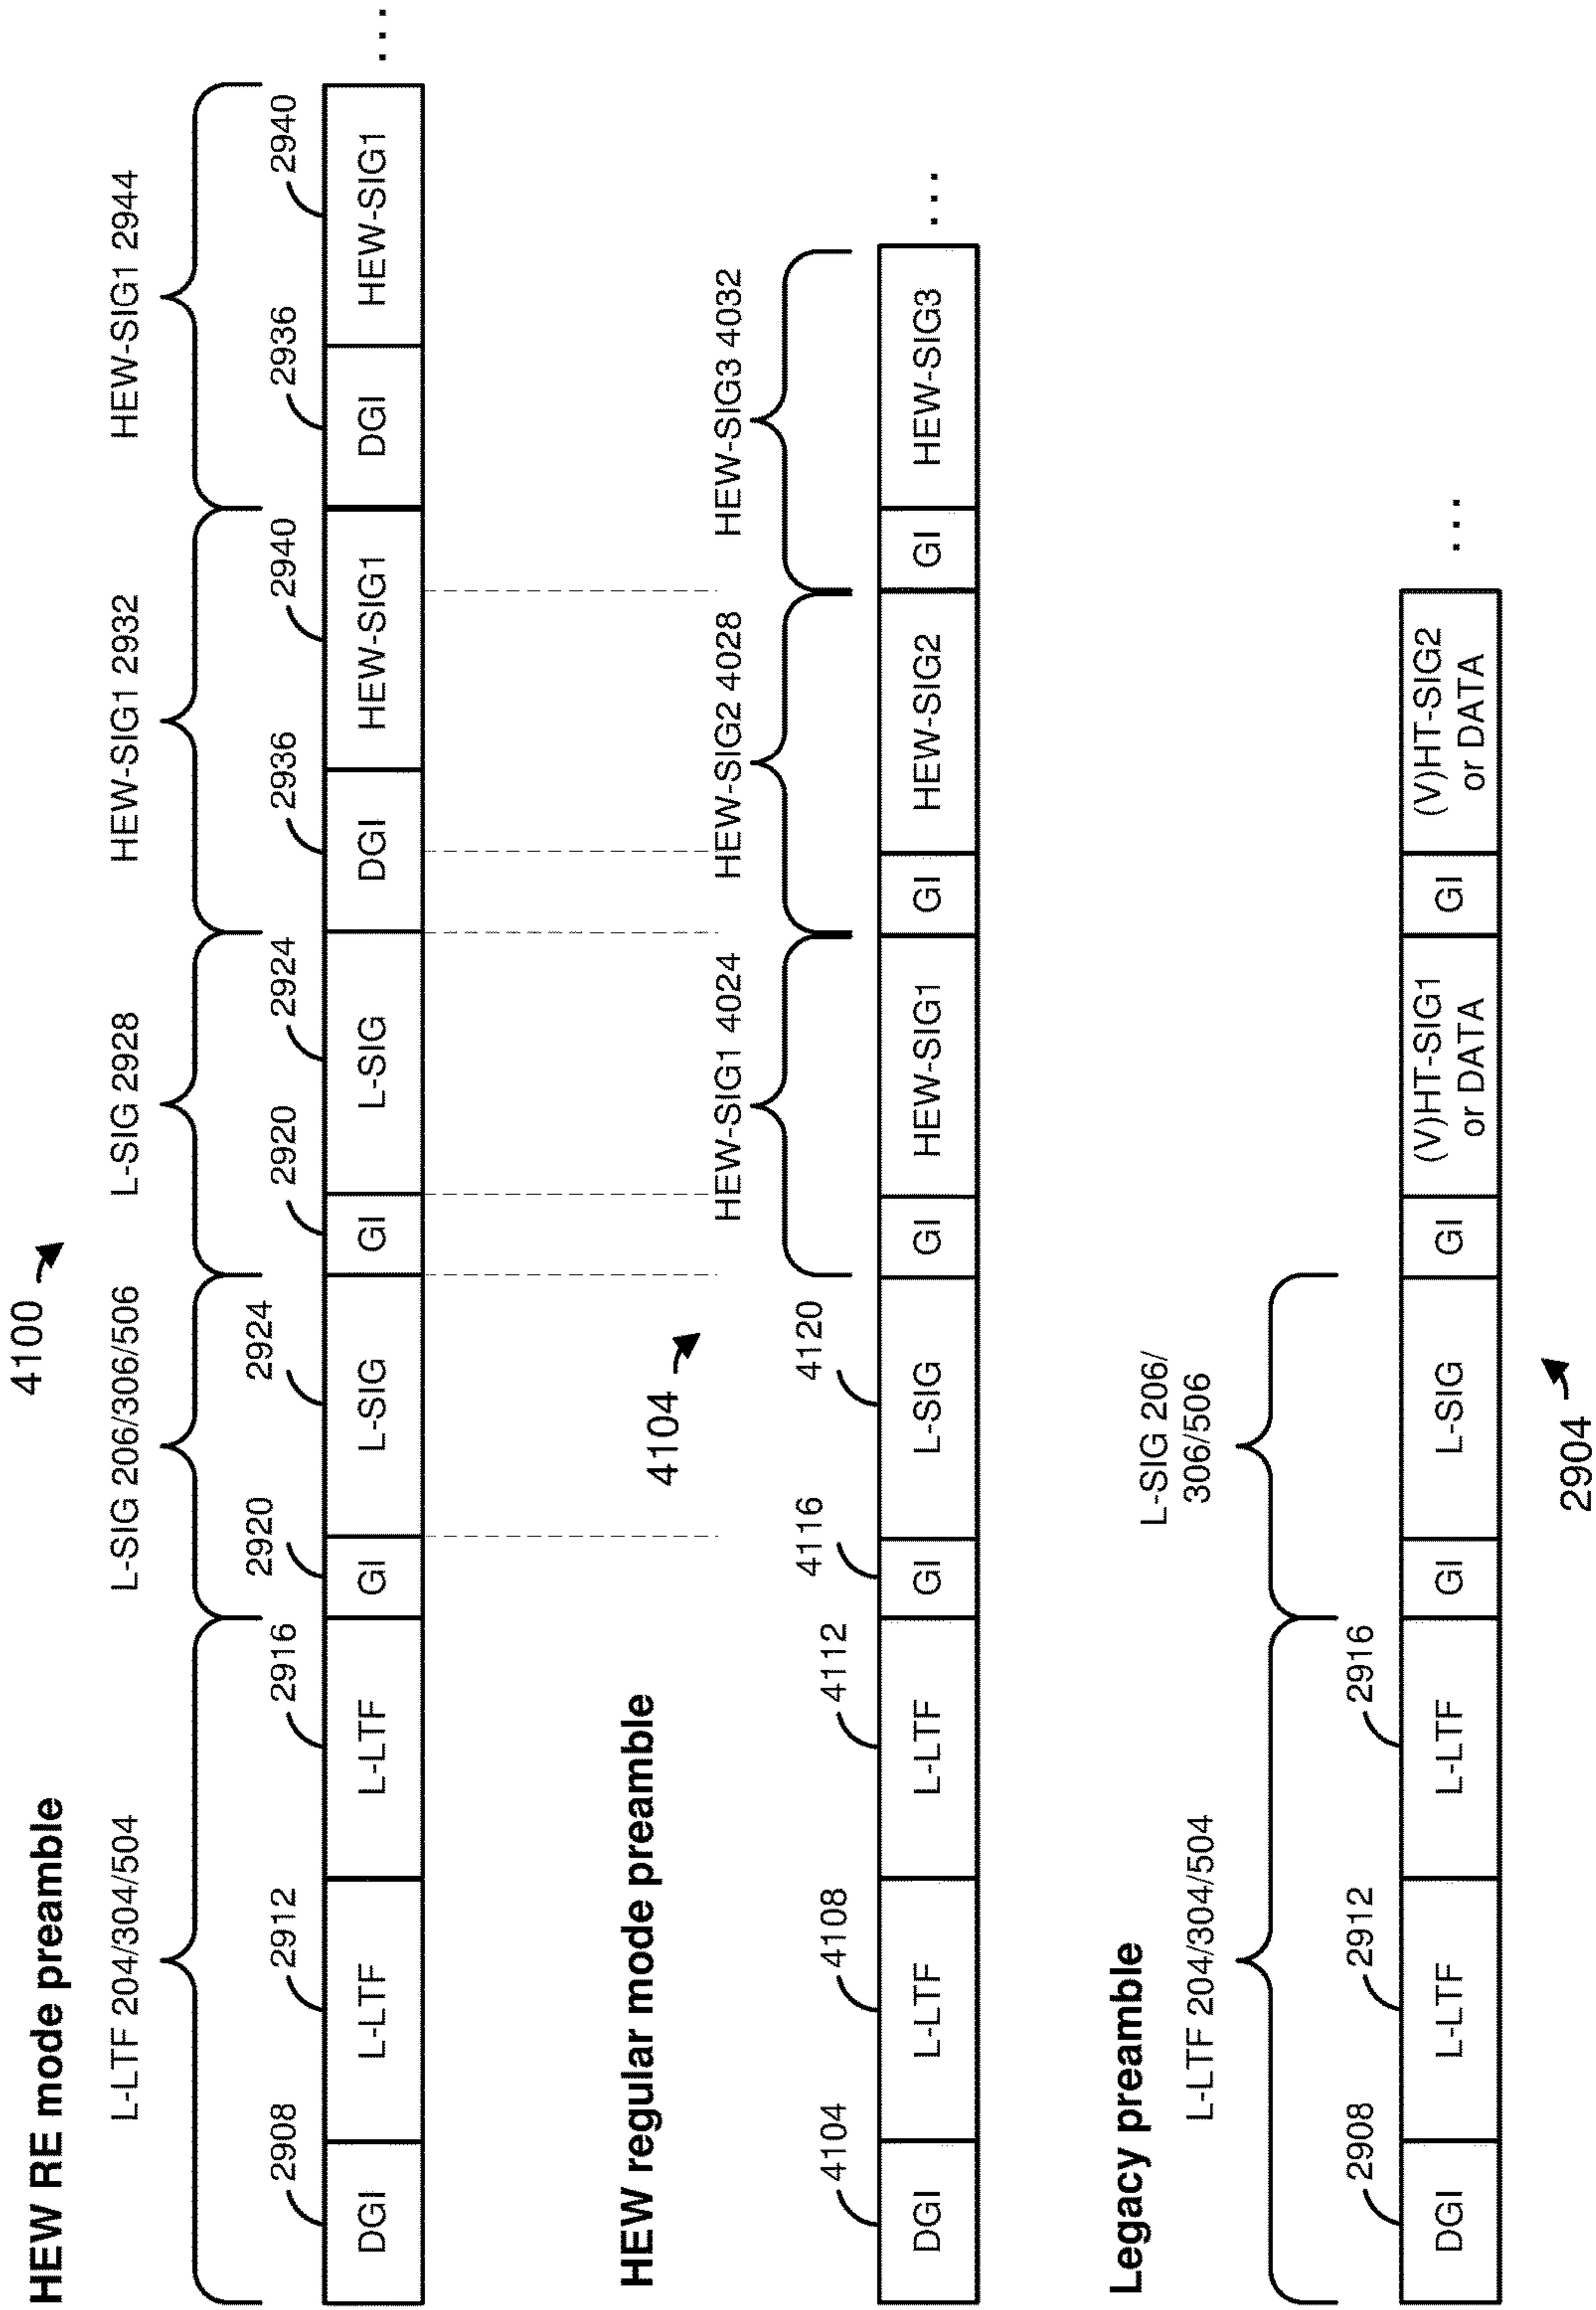 4100
HEW RE mode preamble
L-LTF 204/304/504
L-SIG 206/306/506
L-SIG 2928
HEW-SIG1 2932
HEW-SIG1 2944
2908
2912
2916
2920
2924
2920
2924
2936
2940
2936
2940
DGI
L-LTF
L-LTF
GI
L-SIG
GI
L-SIG
DGI
HEW-SIG1
DGI
HEW-SIG1
...
HEW regular mode preamble
4104
HEW-SIG1 4024
HEW-SIG2 4028
HEW-SIG3 4032
4104
4108
4112
4116
4120
DGI
L-LTF
L-LTF
GI
L-SIG
GI
HEW-SIG1
GI
HEW-SIG2
GI
HEW-SIG3
...
Legacy preamble
L-LTF 204/304/504
L-SIG 206/
306/506
2908
2912
2916
DGI
L-LTF
L-LTF
GI
L-SIG
GI
(V)HT-SIG1
or DATA
GI
(V)HT-SIG2
or DATA
...
2904